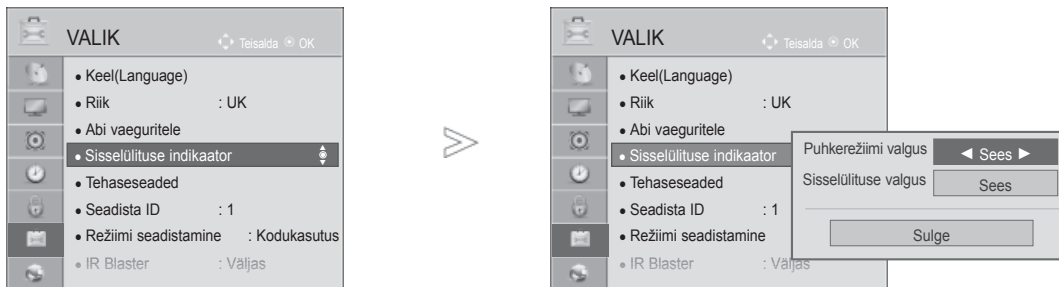 VALIK Teisalda OK
• Keel(Language)
• Riik : UK
• Abi vaeguritele
• Sisselülituse indikaator
• Tehaseseaded
• Seadista ID : 1
• Režiimi seadistamine : Kodukasutus
• IR Blaster : Väljas
VALIK Teisalda OK
• Keel(Language)
• Riik : UK
• Abi vaeguritele
• Sisselülituse indikaator
• Tehaseseaded
• Seadista ID : 1
• Režiimi seadistamine
• IR Blaster : Väljas
Puhkerežiimi valgus ◀ Sees ▶
Sisselülituse valgus Sees
Sulge